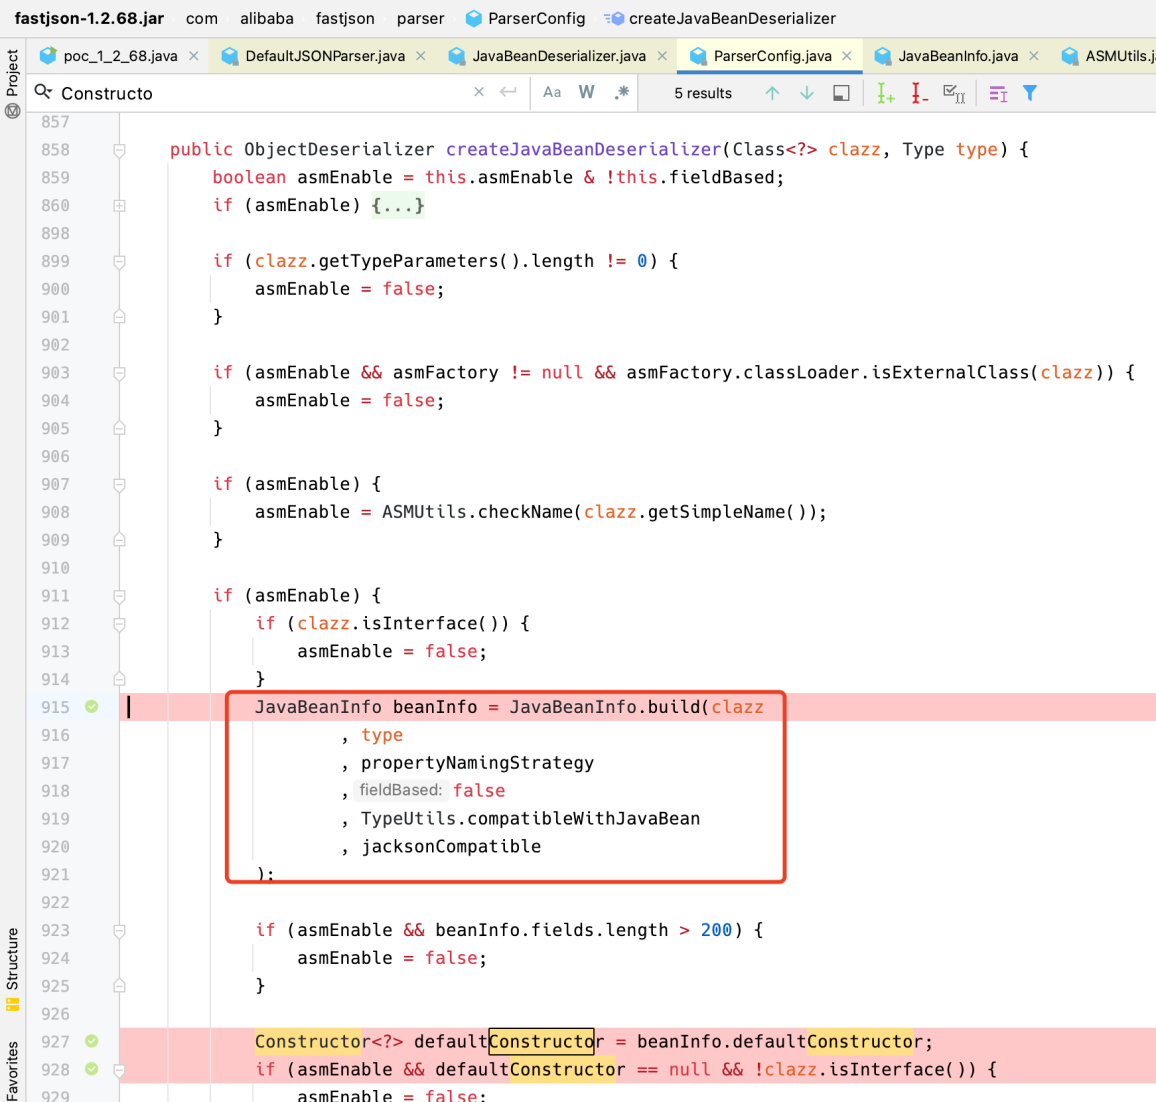 fastjson-1.2.68.jar com alibaba fastjson parser ParserConfig createJavaBeanDeserializer
Project
poc_1_2_68.java × DefaultJSONParser.java × JavaBeanDeserializer.java × ParserConfig.java × JavaBeanInfo.java × ASMUtils.j
Constructo × Aa W .* 5 results
857
858 public ObjectDeserializer createJavaBeanDeserializer(Class<?> clazz, Type type) {
859 boolean asmEnable = this.asmEnable & !this.fieldBased;
860 if (asmEnable) {...}
898
899 if (clazz.getTypeParameters().length != 0) {
900 asmEnable = false;
901 }
902
903 if (asmEnable && asmFactory != null && asmFactory.classLoader.isExternalClass(clazz)) {
904 asmEnable = false;
905 }
906
907 if (asmEnable) {
908 asmEnable = ASMUtils.checkName(clazz.getSimpleName());
909 }
910
911 if (asmEnable) {
912 if (clazz.isInterface()) {
913 asmEnable = false;
914 }
915 JavaBeanInfo beanInfo = JavaBeanInfo.build(clazz
916 , type
917 , propertyNamingStrategy
918 , fieldBased: false
919 , TypeUtils.compatibleWithJavaBean
920 , jacksonCompatible
921 );
922
923 if (asmEnable && beanInfo.fields.length > 200) {
924 asmEnable = false;
925 }
926
927 Constructor<?> defaultConstructor = beanInfo.defaultConstructor;
928 if (asmEnable && defaultConstructor == null && !clazz.isInterface()) {
929 asmEnable = false;
Structure
Favorites